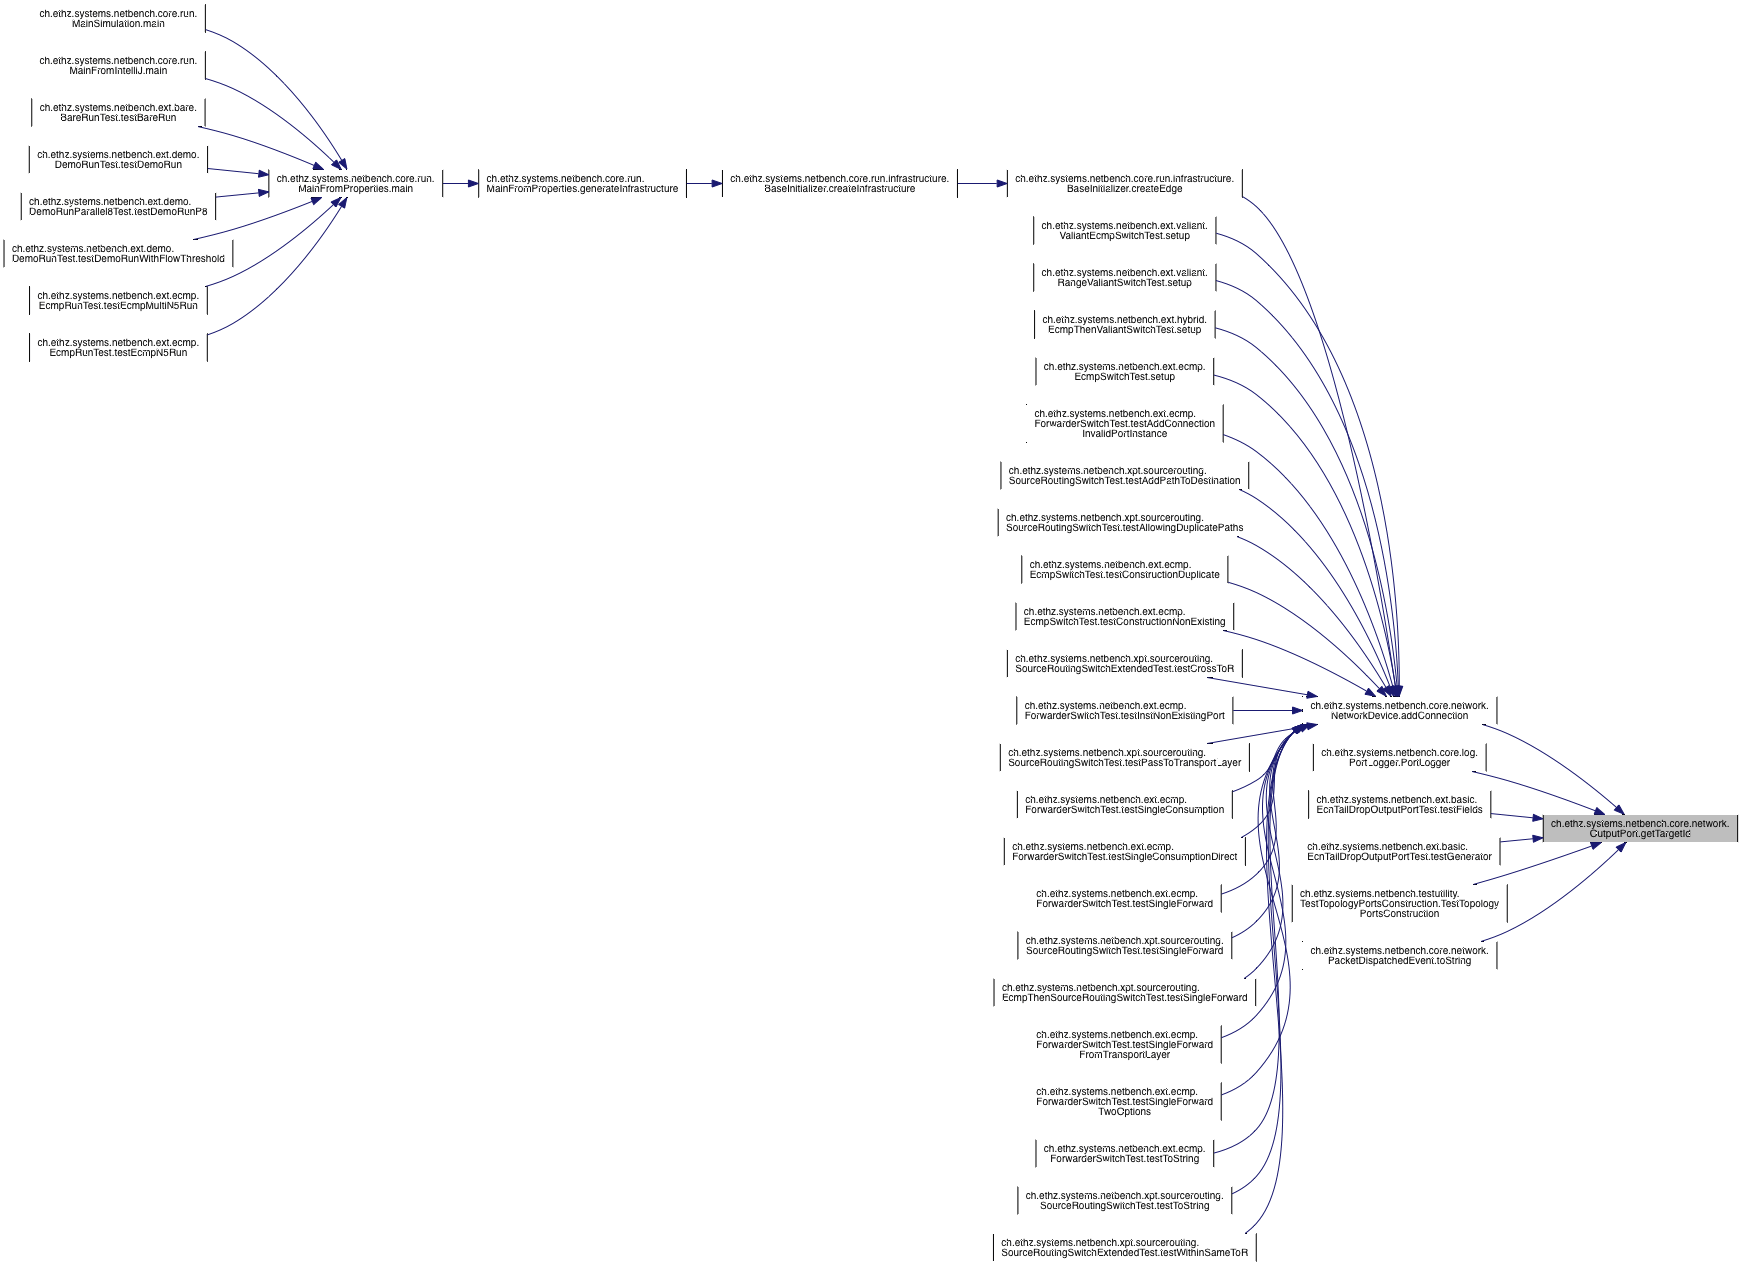 ch.ethz.systems.netbench.core.run.
MainSimulation.main
ch.ethz.systems.netbench.core.run.
MainFromIntelliJ.main
ch.ethz.systems.netbench.ext.bare.
BareRunTest.testBareRun
ch.ethz.systems.netbench.ext.demo.
DemoRunTest.testDemoRun
ch.ethz.systems.netbench.ext.demo.
DemoRunParallel8Test.testDemoRunP8
ch.ethz.systems.netbench.ext.demo.
DemoRunTest.testDemoRunWithFlowThreshold
ch.ethz.systems.netbench.ext.ecmp.
EcmpRunTest.testEcmpMultiN5Run
ch.ethz.systems.netbench.ext.ecmp.
EcmpRunTest.testEcmpN5Run
ch.ethz.systems.netbench.core.run.
MainFromProperties.main
ch.ethz.systems.netbench.core.run.
MainFromProperties.generateInfrastructure
ch.ethz.systems.netbench.core.run.infrastructure.
BaseInitializer.createInfrastructure
ch.ethz.systems.netbench.core.run.infrastructure.
BaseInitializer.createEdge
ch.ethz.systems.netbench.ext.valiant.
ValiantEcmpSwitchTest.setup
ch.ethz.systems.netbench.ext.valiant.
RangeValiantSwitchTest.setup
ch.ethz.systems.netbench.ext.hybrid.
EcmpThenValiantSwitchTest.setup
ch.ethz.systems.netbench.ext.ecmp.
EcmpSwitchTest.setup
ch.ethz.systems.netbench.ext.ecmp.
ForwarderSwitchTest.testAddConnection
InvalidPortInstance
ch.ethz.systems.netbench.xpt.sourcerouting.
SourceRoutingSwitchTest.testAddPathToDestination
ch.ethz.systems.netbench.xpt.sourcerouting.
SourceRoutingSwitchTest.testAllowingDuplicatePaths
ch.ethz.systems.netbench.ext.ecmp.
EcmpSwitchTest.testConstructionDuplicate
ch.ethz.systems.netbench.ext.ecmp.
EcmpSwitchTest.testConstructionNonExisting
ch.ethz.systems.netbench.xpt.sourcerouting.
SourceRoutingSwitchExtendedTest.testCrossToR
ch.ethz.systems.netbench.ext.ecmp.
ForwarderSwitchTest.testInstNonExistingPort
ch.ethz.systems.netbench.xpt.sourcerouting.
SourceRoutingSwitchTest.testPassToTransportLayer
ch.ethz.systems.netbench.ext.ecmp.
ForwarderSwitchTest.testSingleConsumption
ch.ethz.systems.netbench.ext.ecmp.
ForwarderSwitchTest.testSingleConsumptionDirect
ch.ethz.systems.netbench.ext.ecmp.
ForwarderSwitchTest.testSingleForward
ch.ethz.systems.netbench.xpt.sourcerouting.
SourceRoutingSwitchTest.testSingleForward
ch.ethz.systems.netbench.xpt.sourcerouting.
EcmpThenSourceRoutingSwitchTest.testSingleForward
ch.ethz.systems.netbench.ext.ecmp.
ForwarderSwitchTest.testSingleForward
FromTransportLayer
ch.ethz.systems.netbench.ext.ecmp.
ForwarderSwitchTest.testSingleForward
TwoOptions
ch.ethz.systems.netbench.ext.ecmp.
ForwarderSwitchTest.testToString
ch.ethz.systems.netbench.xpt.sourcerouting.
SourceRoutingSwitchTest.testToString
ch.ethz.systems.netbench.xpt.sourcerouting.
SourceRoutingSwitchExtendedTest.testWithinSameToR
ch.ethz.systems.netbench.core.network.
NetworkDevice.addConnection
ch.ethz.systems.netbench.core.log.
PortLogger.PortLogger
ch.ethz.systems.netbench.ext.basic.
EcnTailDropOutputPortTest.testFields
ch.ethz.systems.netbench.ext.basic.
EcnTailDropOutputPortTest.testGenerator
ch.ethz.systems.netbench.testutility.
TestTopologyPortsConstruction.TestTopology
PortsConstruction
ch.ethz.systems.netbench.core.network.
PacketDispatchedEvent.toString
ch.ethz.systems.netbench.core.network.
OutputPort.getTargetId